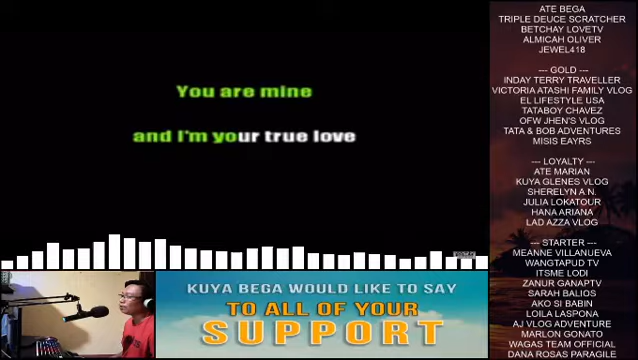 You are mine
and I'm your true love
KUYA BEGA WOULD LIKE TO SAY
TO ALL OF YOUR
SUPPORT
ATE BEGA
TRIPLE DEUCE SCRATCHER
BETCHAY LOVETV
ALMICAH OLIVER
JEWEL418
--- GOLD ---
INDAY TERRY TRAVELLER
VICTORIA ATASHI FAMILY VLOG
EL LIFESTYLE USA
TATABOY CHAVEZ
OFW JHEN'S VLOG
TATA & BOB ADVENTURES
MISIS EAYRS
--- LOYALTY ---
ATE MARIAN
KUYA GLENES VLOG
SHERELYN A.N.
JULIA LOKATOUR
HANA ARIANA
LAD AZZA VLOG
--- STARTER ---
MEANNE VILLANUEVA
WANGTAPUD TV
ITSME LODI
ZANUR GANAPTV
SARAH BALIOS
AKO SI BABIN
LOILA LASPONA
AJ VLOG ADVENTURE
MARLON GONATO
WAGAS TEAM OFFICIAL
DANA ROSAS PARAGILE